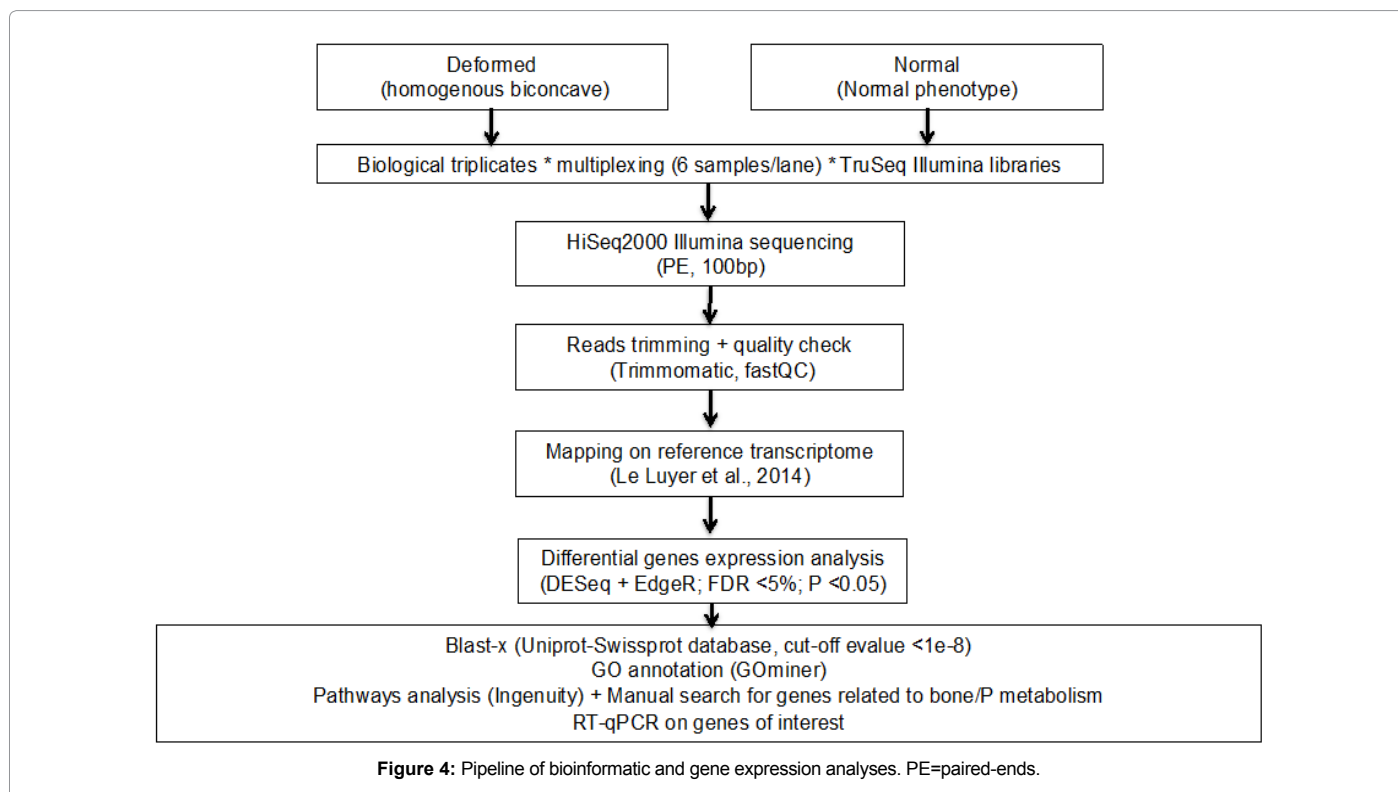 Deformed
(homogenous biconcave)
Normal
(Normal phenotype)
Biological triplicates * multiplexing (6 samples/lane) * TruSeq Illumina libraries
HiSeq2000 Illumina sequencing
(PE, 100bp)
Reads trimming + quality check
(Trimmomatic, fastQC)
Mapping on reference transcriptome
(Le Luyer et al., 2014)
Differential genes expression analysis
(DESeq + EdgeR; FDR <5%; P <0.05)
Blast-x (Uniprot-Swissprot database, cut-off evalue <1e-8)
GO annotation (GOminer)
Pathways analysis (Ingenuity) + Manual search for genes related to bone/P metabolism
RT-qPCR on genes of interest
Figure 4: Pipeline of bioinformatic and gene expression analyses. PE=paired-ends.